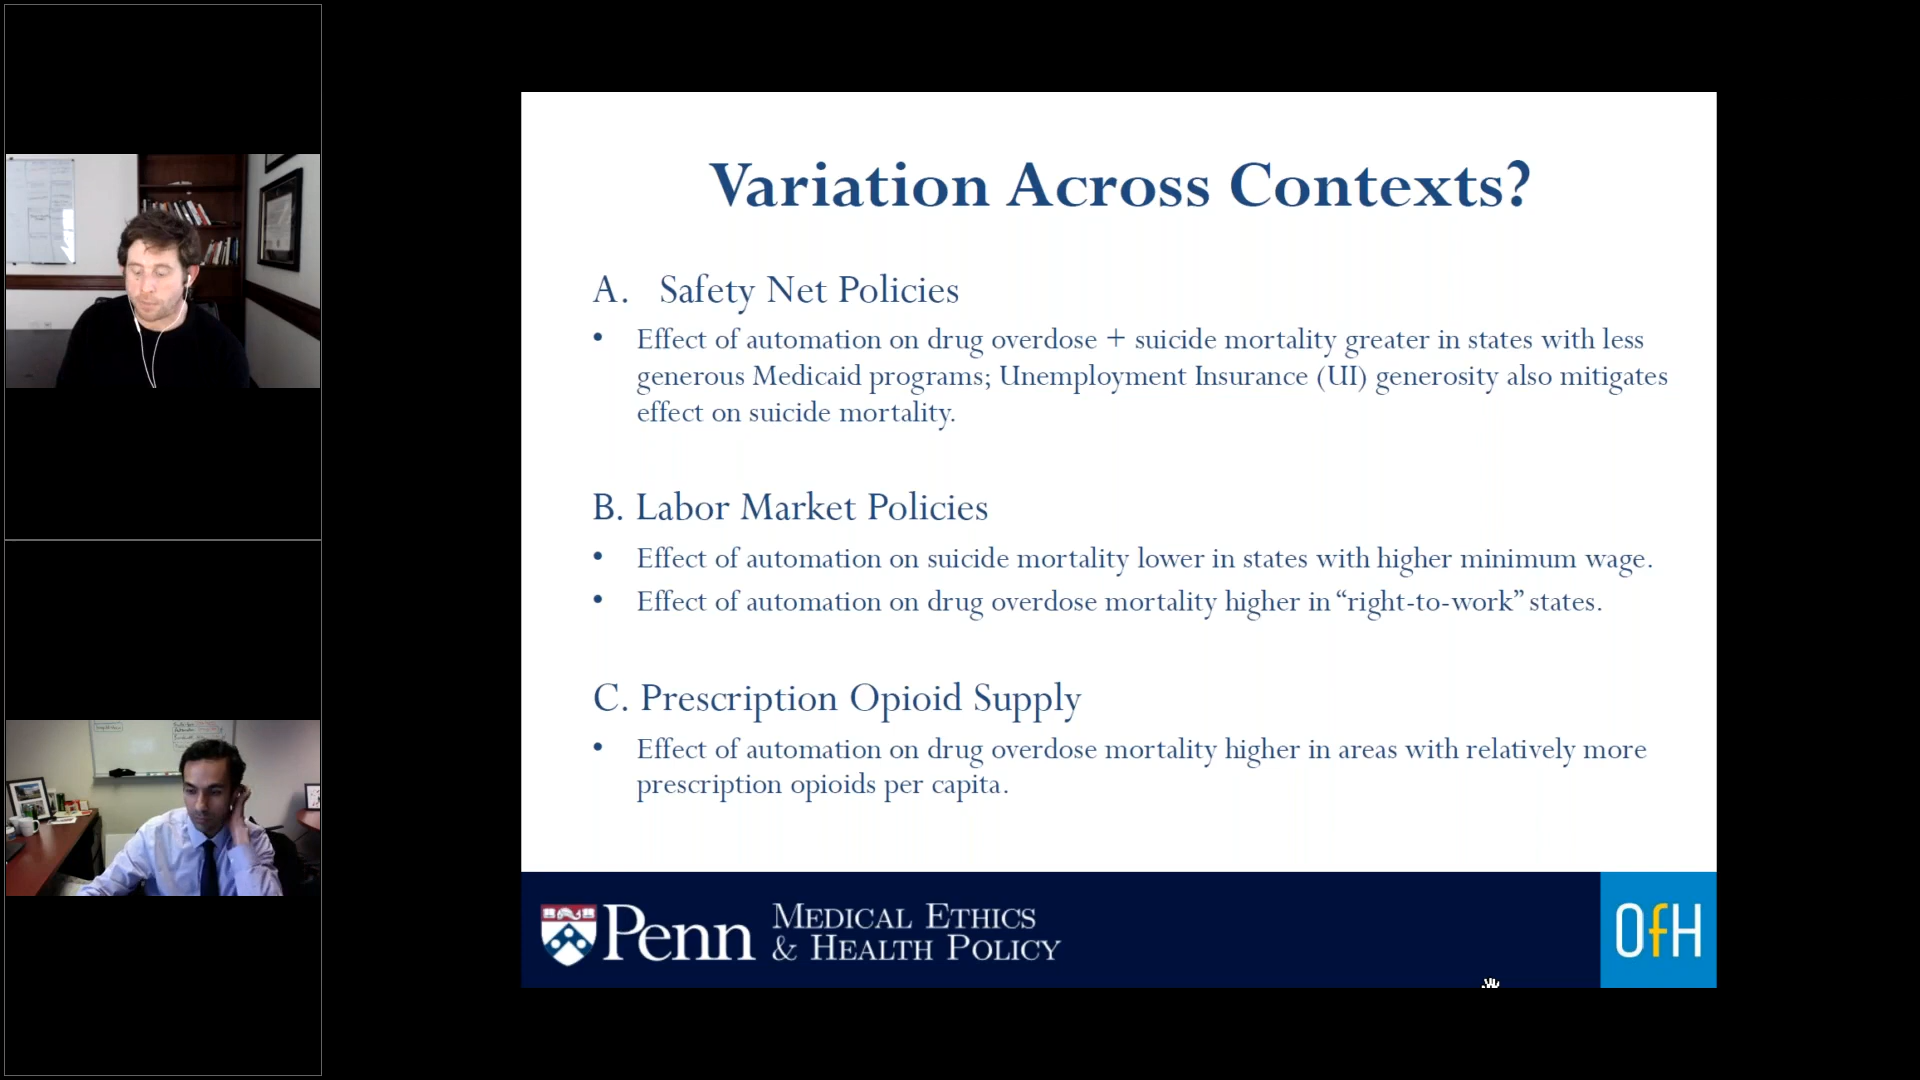 Variation Across Contexts?
A. Safety Net Policies
• Effect of automation on drug overdose + suicide mortality greater in states with less
generous Medicaid programs; Unemployment Insurance (UI) generosity also mitigates
effect on suicide mortality.
B. Labor Market Policies
• Effect of automation on suicide mortality lower in states with higher minimum wage.
• Effect of automation on drug overdose mortality higher in “right-to-work” states.
C. Prescription Opioid Supply
• Effect of automation on drug overdose mortality higher in areas with relatively more
prescription opioids per capita.
Penn
MEDICAL ETHICS
& HEALTH POLICY
OfH